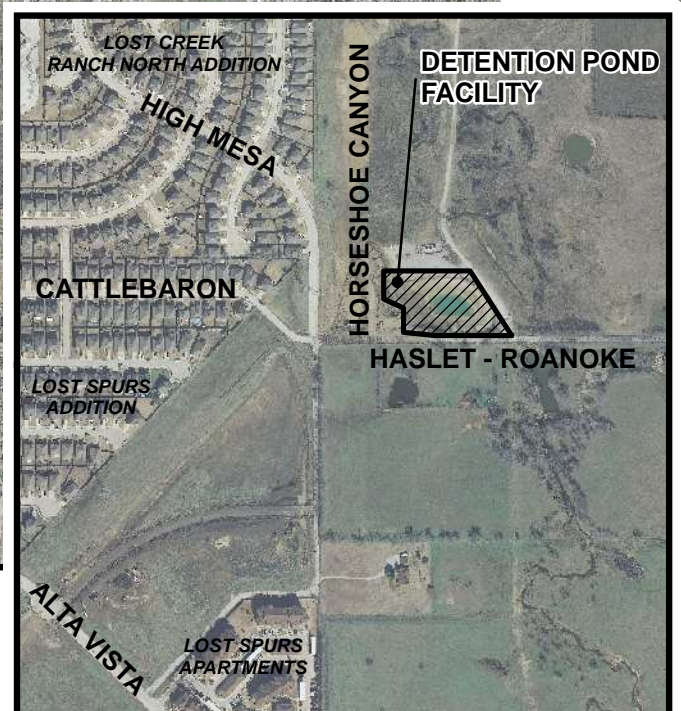 LOST CREEK
RANCH NORTH ADDITION
HIGH MESA
HORSESHOE CANYON
DETENTION POND
FACILITY
CATTLEBARON
HASLET - ROANOKE
LOST SPURS
ADDITION
ALTA VISTA
LOST SPURS
APARTMENTS